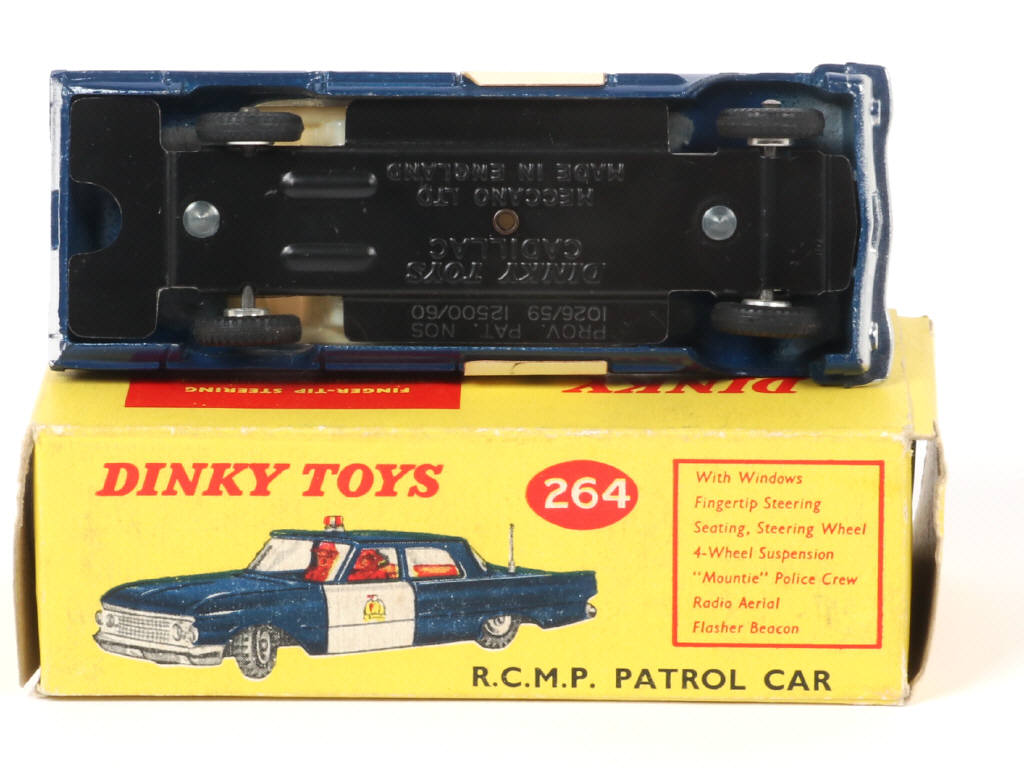 PROV. PAT. NOS
1026/59 12500/60
DINKY TOYS
CADILLAC
MECCANO LTD
MADE IN ENGLAND
FINGER-TIP STEERING
DINKY
DINKY TOYS
264
With Windows
Fingertip Steering
Seating, Steering Wheel
4-Wheel Suspension
"Mountie" Police Crew
Radio Aerial
Flasher Beacon
R.C.M.P. PATROL CAR